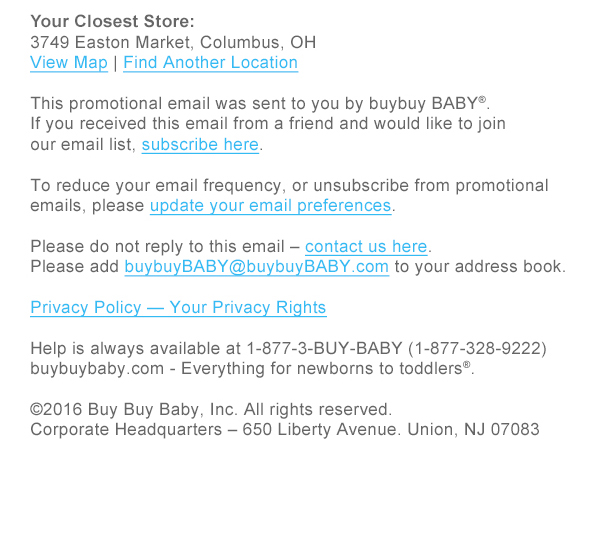 Your Closest Store:
3749 Easton Market, Columbus, OH
View Map | Find Another Location
This promotional email was sent to you by buybuy BABY®.
If you received this email from a friend and would like to join
our email list, subscribe here.
To reduce your email frequency, or unsubscribe from promotional
emails, please update your email preferences.
Please do not reply to this email – contact us here.
Please add buybuyBABY@buybuyBABY.com to your address book.
Privacy Policy — Your Privacy Rights
Help is always available at 1-877-3-BUY-BABY (1-877-328-9222)
buybuybaby.com - Everything for newborns to toddlers®.
©2016 Buy Buy Baby, Inc. All rights reserved.
Corporate Headquarters – 650 Liberty Avenue. Union, NJ 07083